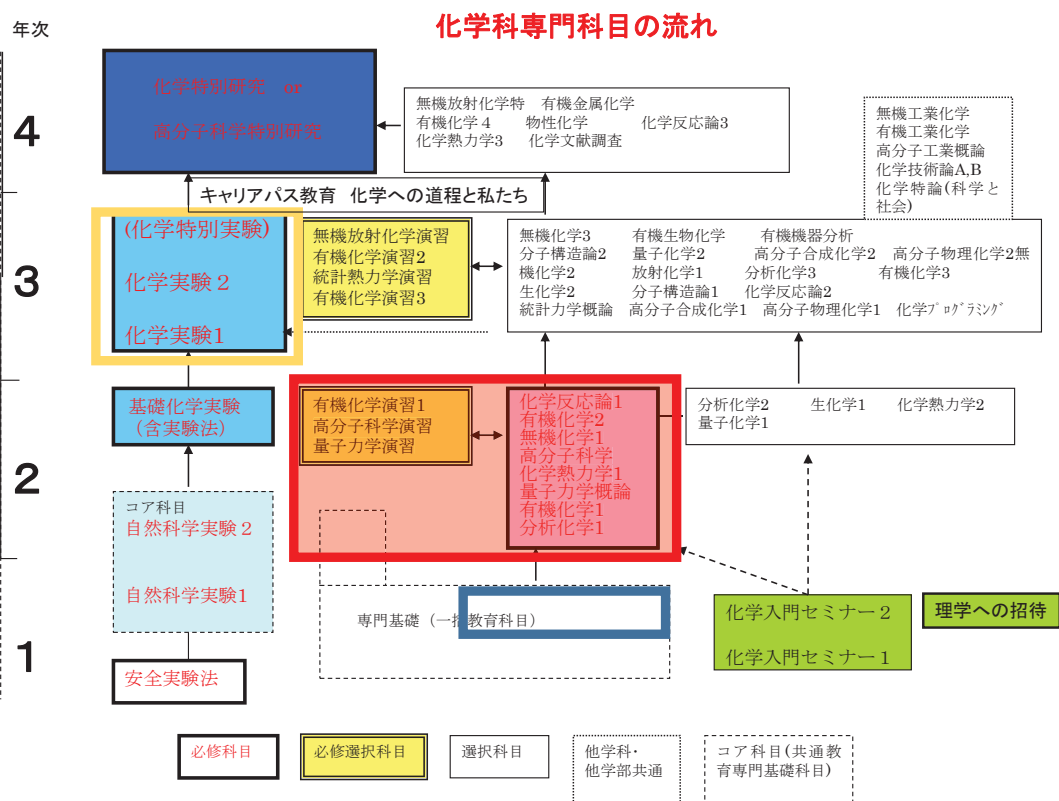 年次
化学科専門科目の流れ
4
化学特別研究 or
高分子科学特別研究
無機放射化学特 有機金属化学
有機化学4 物性化学 化学反応論3
化学熱力学3 化学文献調査
無機工業化学
有機工業化学
高分子工業概論
化学技術論A,B
化学特論(科学と
社会)
キャリアパス教育 化学への道程と私たち
3
(化学特別実験)
化学実験2
化学実験1
無機放射化学演習
有機化学演習2
統計熱力学演習
有機化学演習3
無機化学3 有機生物化学 有機機器分析
分子構造論2 量子化学2 高分子合成化学2 高分子物理化学2無
機化学2 放射化学1 分析化学3 有機化学3
生化学2 分子構造論1 化学反応論2
統計力学概論 高分子合成化学1 高分子物理化学1 化学プログラミング
2
基礎化学実験
(含実験法)
有機化学演習1
高分子科学演習
量子力学演習
化学反応論1
有機化学2
無機化学1
高分子科学
化学熱力学1
量子力学概論
有機化学1
分析化学1
分析化学2 生化学1 化学熱力学2
量子化学1
コア科目
自然科学実験2
自然科学実験1
1
安全実験法
専門基礎(一括教育科目)
化学入門セミナー2
化学入門セミナー1
理学への招待
必修科目
必修選択科目
選択科目
他学科・
他学部共通
コア科目(共通教
育専門基礎科目)